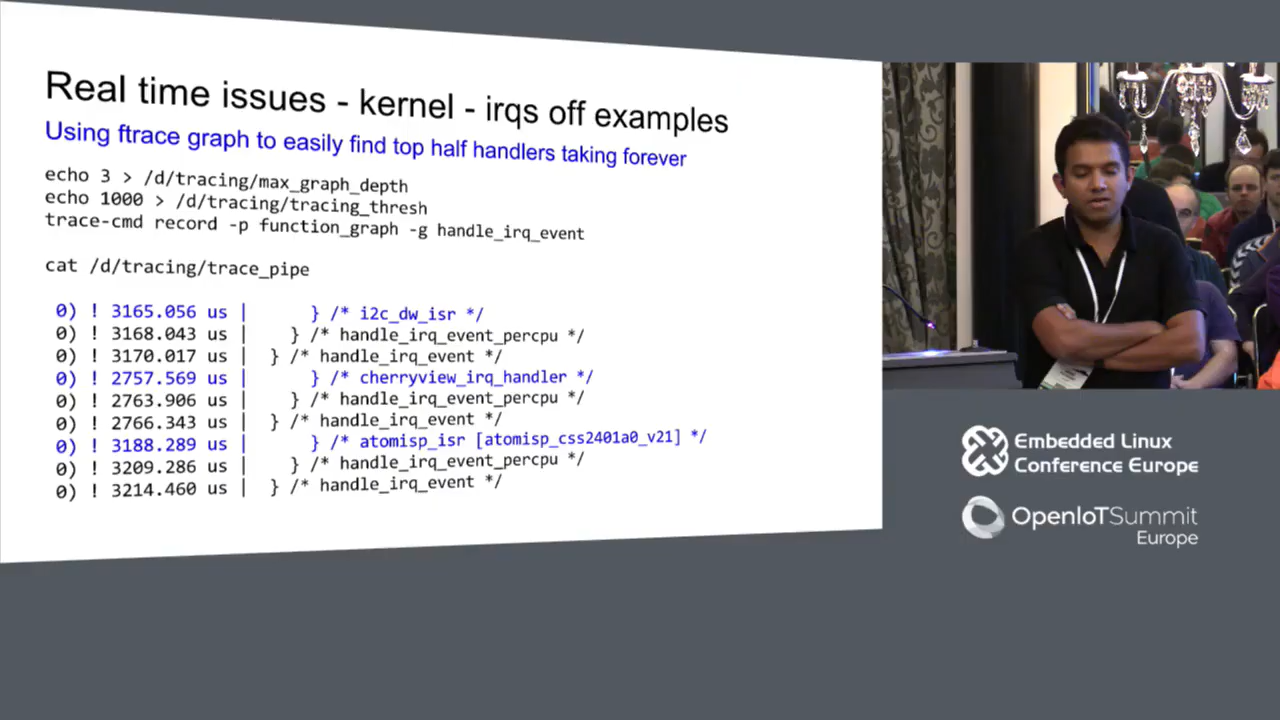 Real time issues - kernel - irqs off examples
Using ftrace graph to easily find top half handlers taking forever
echo 3 > /d/tracing/max_graph_depth
echo 1000 > /d/tracing/tracing_thresh
trace-cmd record -p function_graph -g handle_irq_event
cat /d/tracing/trace_pipe
0) ! 3165.056 us |      } /* i2c_dw_isr */
0) ! 3168.043 us |    } /* handle_irq_event_percpu */
0) ! 3170.017 us |  } /* handle_irq_event */
0) ! 2757.569 us |      } /* cherryview_irq_handler */
0) ! 2763.906 us |    } /* handle_irq_event_percpu */
0) ! 2766.343 us |  } /* handle_irq_event */
0) ! 3188.289 us |      } /* atomisp_isr [atomisp_css2401a0_v21] */
0) ! 3209.286 us |    } /* handle_irq_event_percpu */
0) ! 3214.460 us |  } /* handle_irq_event */
Embedded Linux
Conference Europe
OpenIoTSummit
Europe